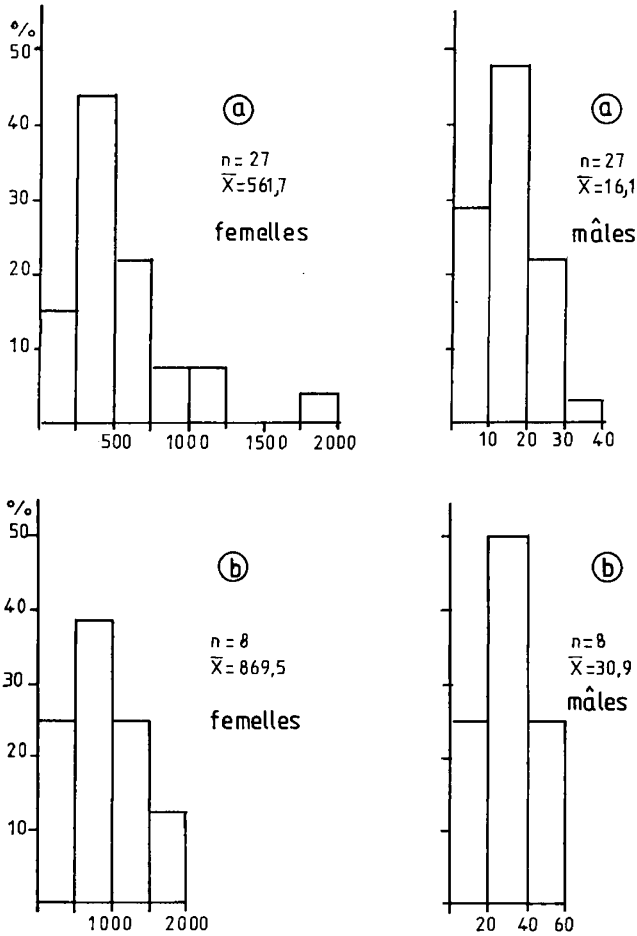 %
50
40
30
20
10
a
n = 27
X̅=561,7
femelles
500 1000 1500 2000
a
n = 27
X̅=16,1
mâles
10 20 30 40
%
50
40
30
20
10
b
n = 8
X̅=869,5
femelles
1000 2000
b
n=8
X̅=30,9
mâles
20 40 60